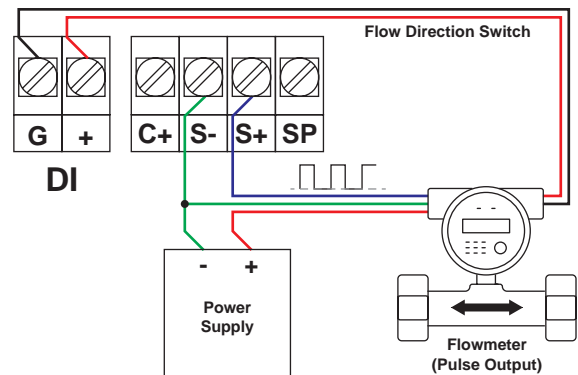 Flow Direction Switch
G + C+ S- S+ SP
DI
- +
Power
Supply
Flowmeter
(Pulse Output)